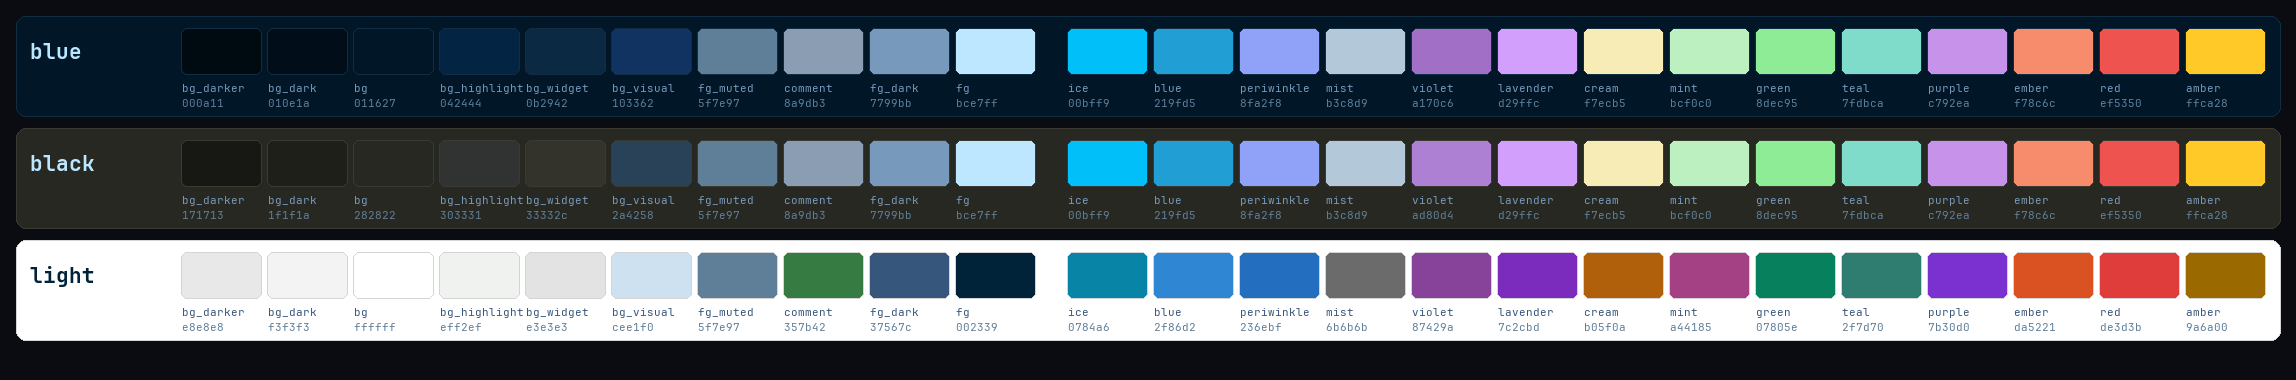 blue
bg_darker bg_dark bg bg_highlight bg_widget bg_visual fg_muted comment fg_dark fg ice blue periwinkle mist violet lavender cream mint green teal purple ember red amber
000a11 010e1a 011627 042444 0b2942 103362 5f7e97 8a9db3 7799bb bce7ff 00bff9 219fd5 8fa2f8 b3c8d9 a170c6 d29ffc f7ecb5 bcf0c0 8dec95 7fdbca c792ea f78c6c ef5350 ffca28
black
bg_darker bg_dark bg bg_highlight bg_widget bg_visual fg_muted comment fg_dark fg ice blue periwinkle mist violet lavender cream mint green teal purple ember red amber
171713 1f1f1a 282822 303331 33332c 2a4258 5f7e97 8a9db3 7799bb bce7ff 00bff9 219fd5 8fa2f8 b3c8d9 ad80d4 d29ffc f7ecb5 bcf0c0 8dec95 7fdbca c792ea f78c6c ef5350 ffca28
light
bg_darker bg_dark bg bg_highlight bg_widget bg_visual fg_muted comment fg_dark fg ice blue periwinkle mist violet lavender cream mint green teal purple ember red amber
e8e8e8 f3f3f3 ffffff eff2ef e3e3e3 cee1f0 5f7e97 357b42 37567c 002339 0784a6 2f86d2 236ebf 6b6b6b 87429a 7c2cbd b05f0a a44185 07805e 2f7d70 7b30d0 da5221 de3d3b 9a6a00